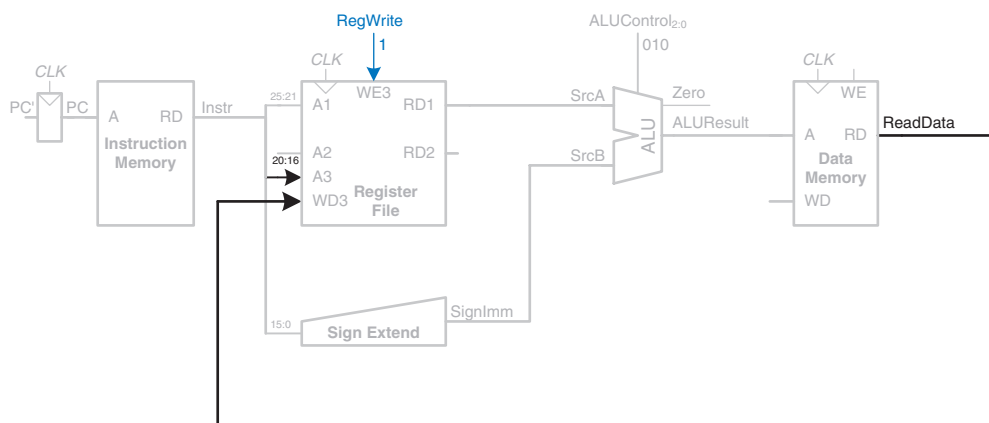 RegWrite
1
ALUControl2:0
010
CLK
PC'
PC
A
RD
Instruction
Memory
Instr
25:21
20:16
15:0
CLK
WE3
A1
RD1
A2
RD2
A3
WD3
Register
File
SignImm
Sign Extend
SrcA
SrcB
ALU
Zero
ALUResult
CLK
WE
A
RD
Data
Memory
WD
ReadData